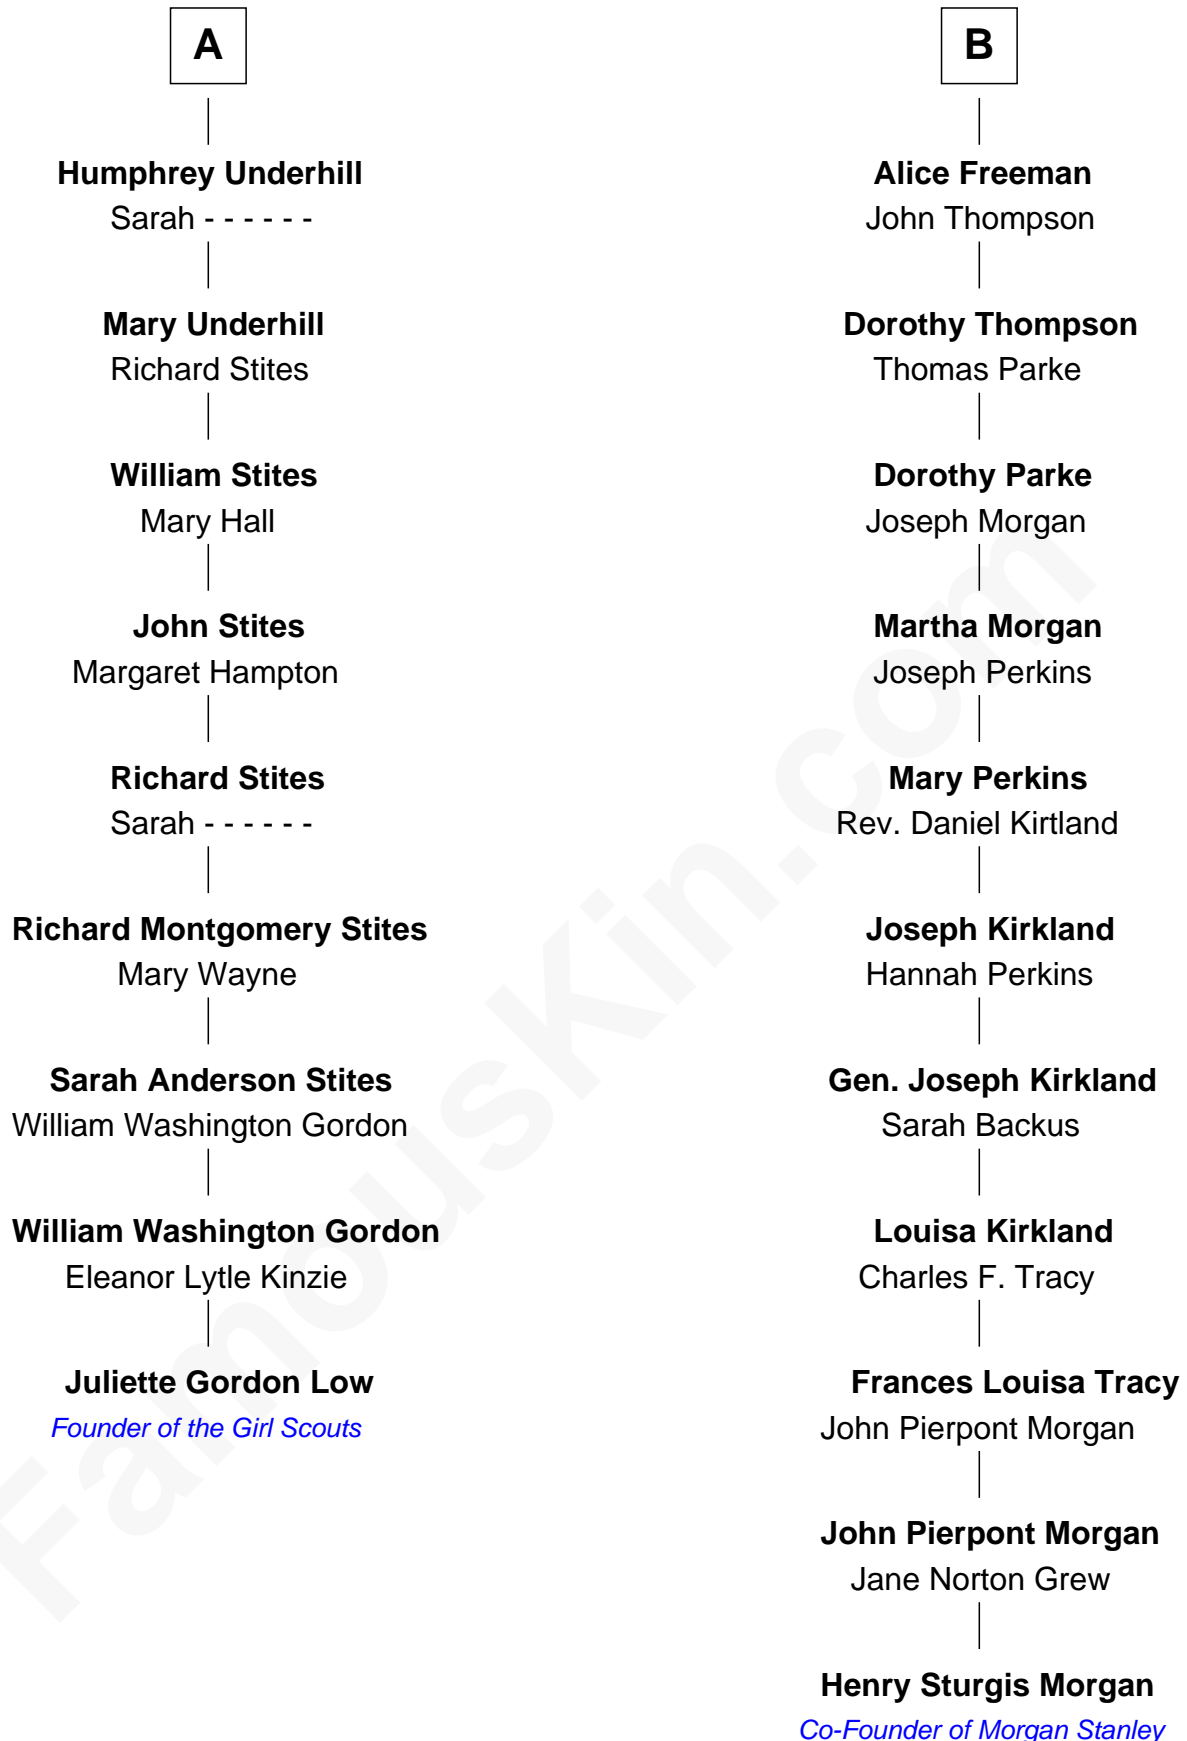 A
Humphrey Underhill
Sarah - - - - - -
Mary Underhill
Richard Stites
William Stites
Mary Hall
John Stites
Margaret Hampton
Richard Stites
Sarah - - - - - -
Richard Montgomery Stites
Mary Wayne
Sarah Anderson Stites
William Washington Gordon
William Washington Gordon
Eleanor Lytle Kinzie
Juliette Gordon Low
Founder of the Girl Scouts
B
Alice Freeman
John Thompson
Dorothy Thompson
Thomas Parke
Dorothy Parke
Joseph Morgan
Martha Morgan
Joseph Perkins
Mary Perkins
Rev. Daniel Kirtland
Joseph Kirkland
Hannah Perkins
Gen. Joseph Kirkland
Sarah Backus
Louisa Kirkland
Charles F. Tracy
Frances Louisa Tracy
John Pierpont Morgan
John Pierpont Morgan
Jane Norton Grew
Henry Sturgis Morgan
Co-Founder of Morgan Stanley
FamousKin.com